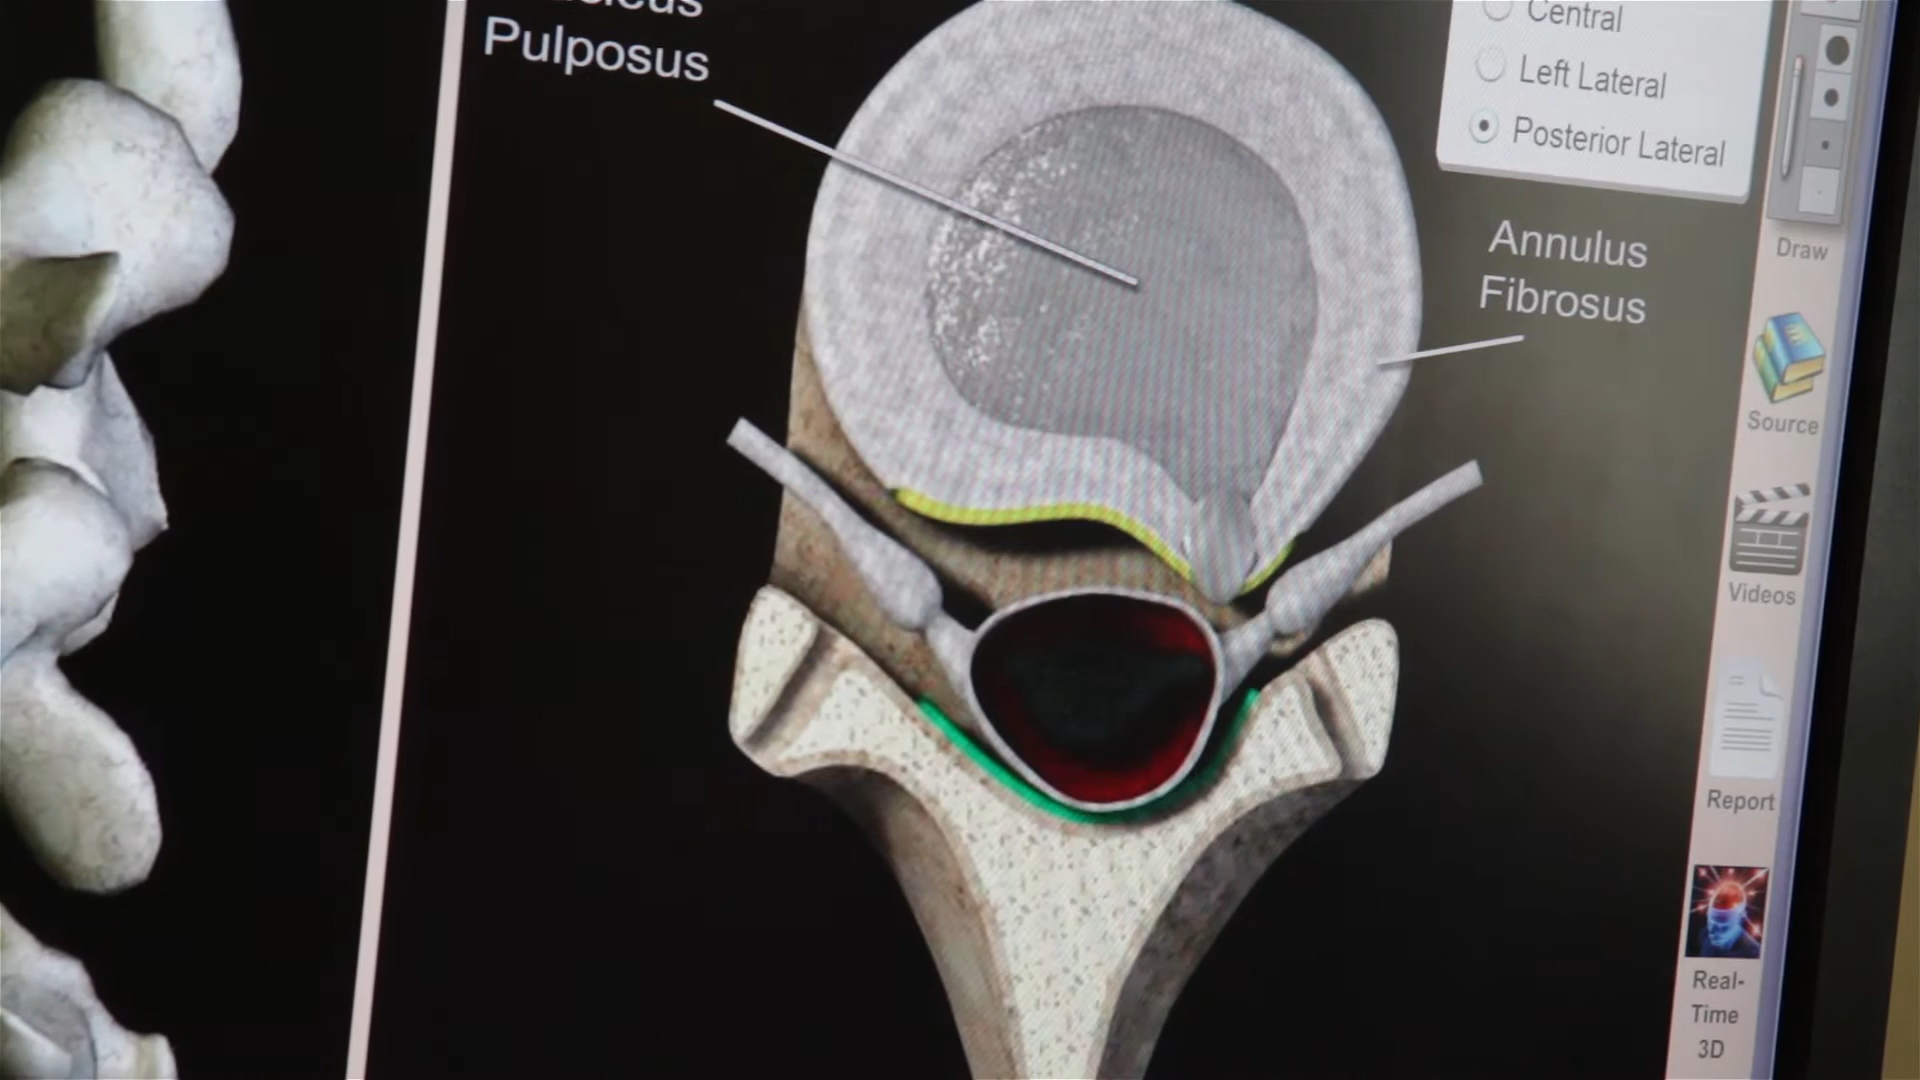 Pulposus
Central
Left Lateral
Posterior Lateral
Annulus
Fibrosus
Draw
Source
Videos
Report
Real-
Time
3D